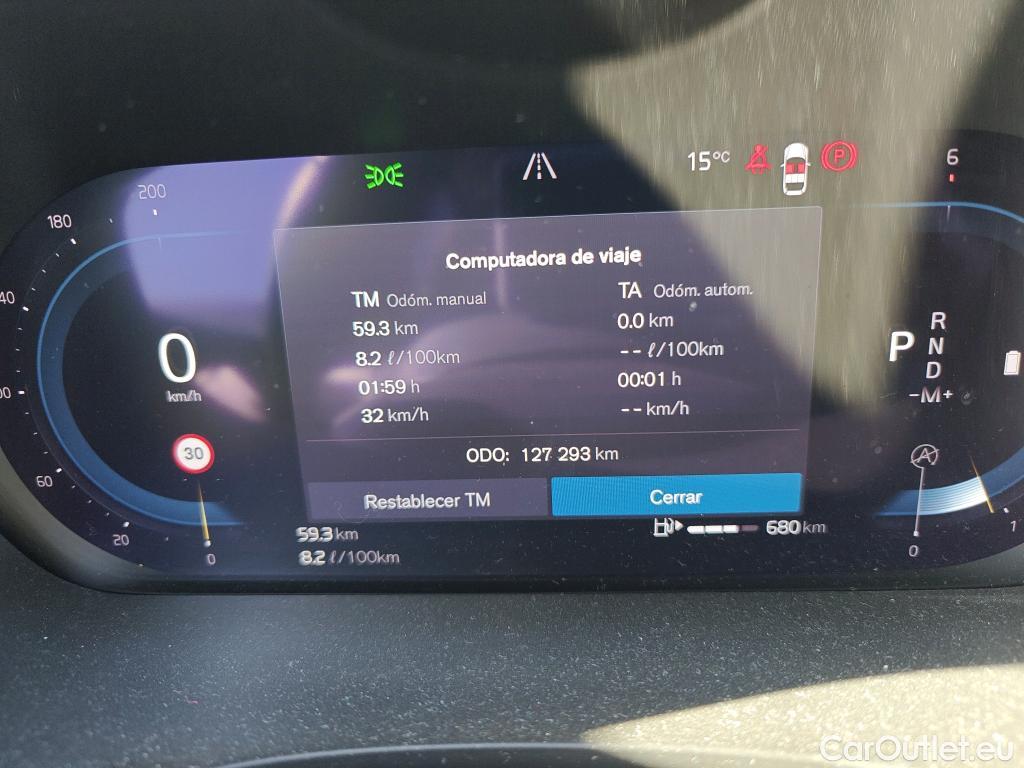 15°C
P
6
200
180
Computadora de viaje
TM Odóm. manual
TA Odóm. autom.
59.3 km
0.0 km
8.2 ℓ/100km
-- ℓ/100km
01:59 h
00:01 h
32 km/h
-- km/h
ODO: 127 293 km
Restablecer TM
Cerrar
59.3 km
680 km
8.2 ℓ/100km
0
km/h
30
60
20
0
P
R
N
D
-M+
A
0
CarOutlet.eu